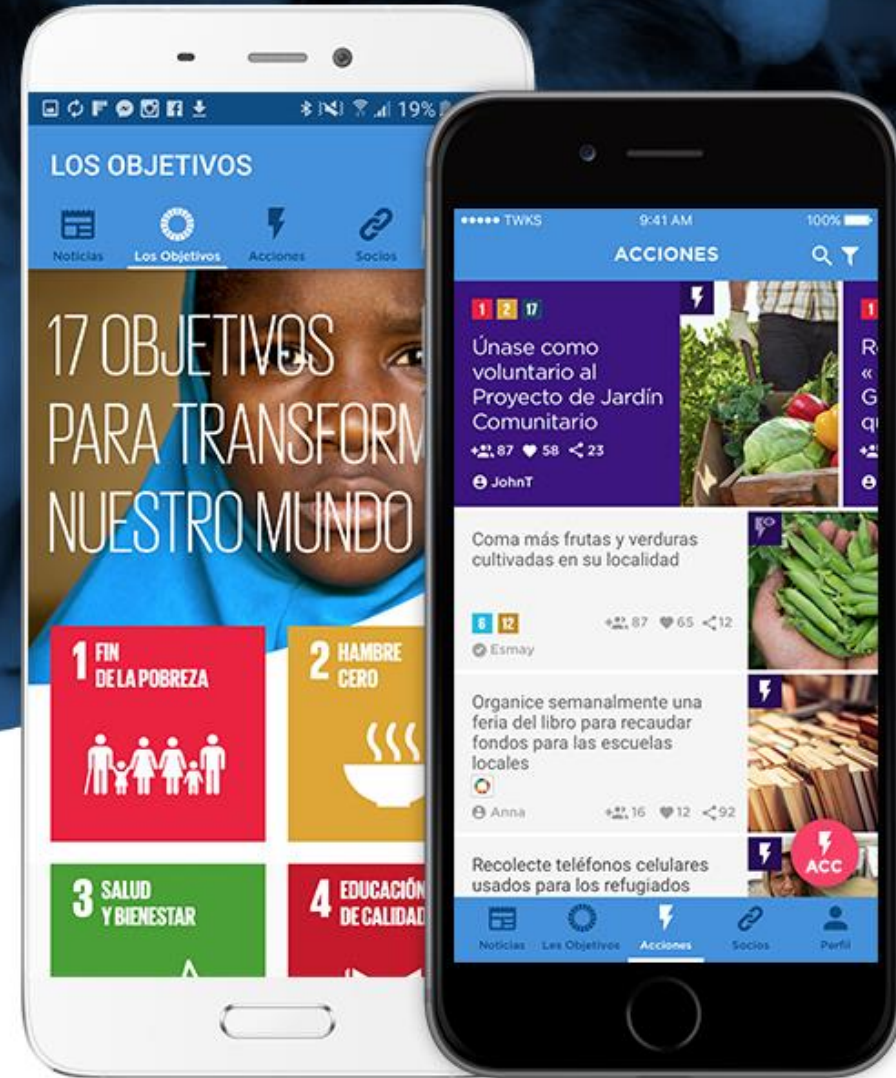 19%
LOS OBJETIVOS
Noticias
Los Objetivos
Acciones
Socios
17 OBJETIVOS
PARA TRANSFORM
NUESTRO MUNDO
1 FIN
DE LA POBREZA
2 HAMBRE
CERO
3 SALUD
Y BIENESTAR
4 EDUCACIÓN
DE CALIDAD
TWKS
9:41 AM
100%
ACCIONES
1 2 17
Únase como
voluntario al
Proyecto de Jardín
Comunitario
87 58 23
JohnT
1
R
«
G
qu
Coma más frutas y verduras
cultivadas en su localidad
6 12
87 65 12
Esmay
Organice semanalmente una
feria del libro para recaudar
fondos para las escuelas
locales
Anna
16 12 92
Recolecte teléfonos celulares
usados para los refugiados
ACC
Noticias
Los Objetivos
Acciones
Socios
Perfil